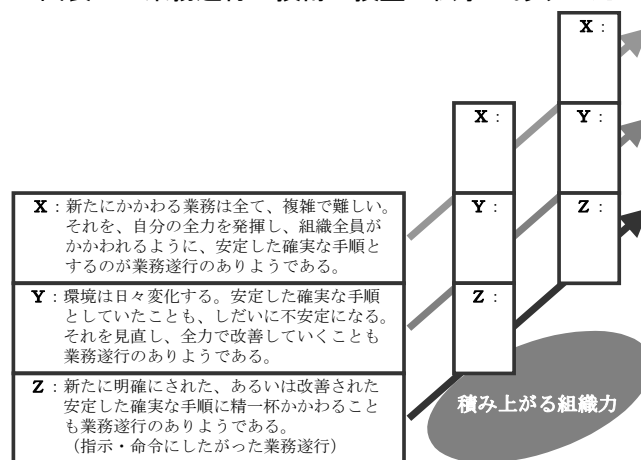 X：
X：
Y：
X：新たにかかわる業務は全て、複雑で難しい。
それを、自分の全力を発揮し、組織全員が
かかわれるように、安定した確実な手順と
するのが業務遂行のありようである。
Y：
Z：
Y：環境は日々変化する。安定した確実な手順
としていたことも、しだいに不安定になる。
それを見直し、全力で改善していくことも
業務遂行のありようである。
Z：
Z：新たに明確にされた、あるいは改善された
安定した確実な手順に精一杯かかわること
も業務遂行のありようである。
（指示・命令にしたがった業務遂行）
積み上がる組織力